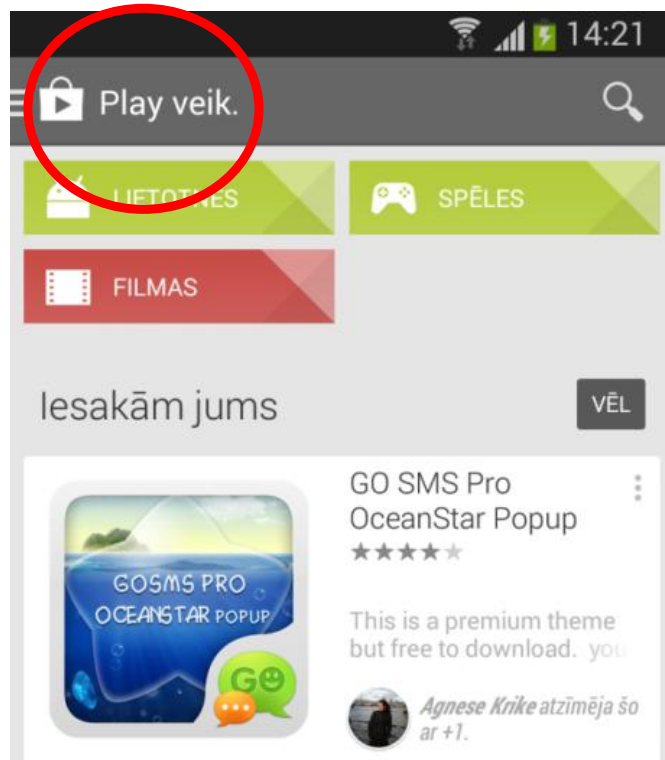 14:21
Play veik.
LIETOTNES
SPĒLES
FILMAS
Iesakām jums
VĒL
GO SMS Pro
OceanStar Popup
This is a premium theme
but free to download. you
Agnese Krike atzīmēja šo
ar +1.
GOSMS PRO
OCEANSTAR POPUP
GO